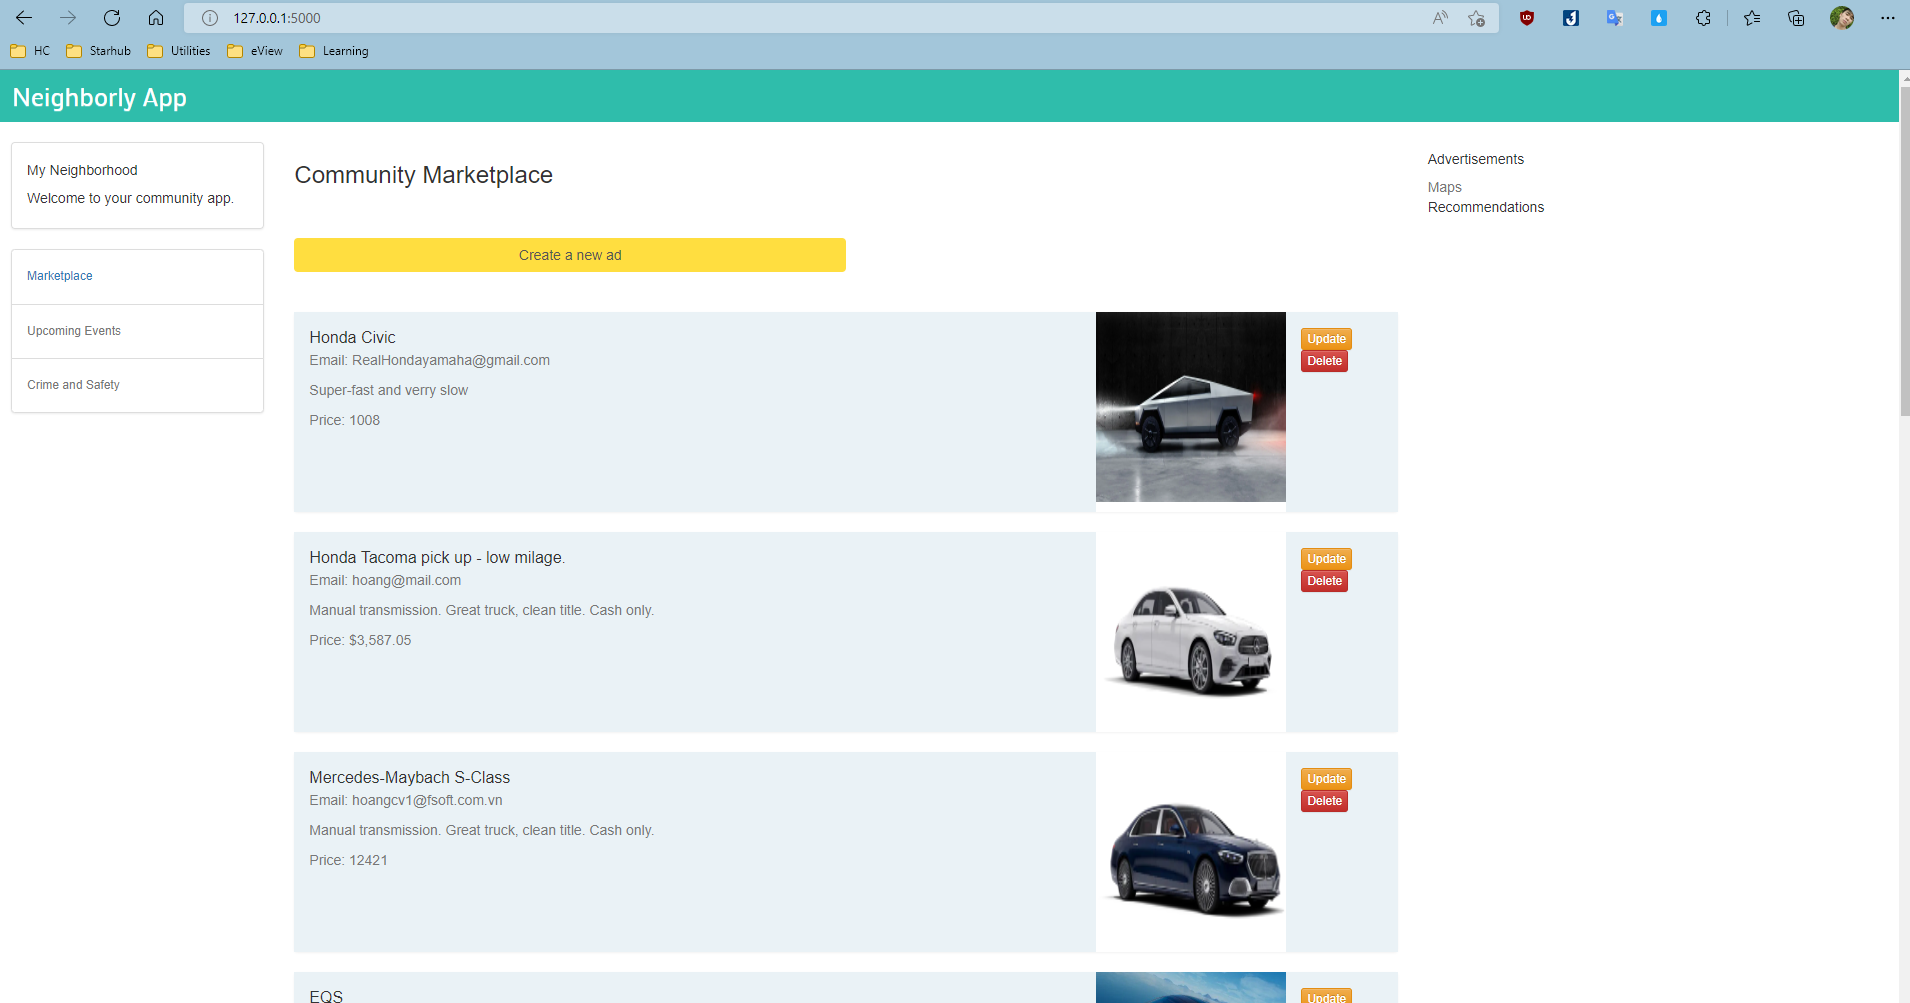 127.0.0.1:5000
HC Starhub Utilities eView Learning
Neighborly App
My Neighborhood
Welcome to your community app.
Marketplace
Upcoming Events
Crime and Safety
Community Marketplace
Create a new ad
Honda Civic
Email: RealHondayamaha@gmail.com
Super-fast and verry slow
Price: 1008
Update
Delete
Honda Tacoma pick up - low milage.
Email: hoang@mail.com
Manual transmission. Great truck, clean title. Cash only.
Price: $3,587.05
Update
Delete
Mercedes-Maybach S-Class
Email: hoangcv1@fsoft.com.vn
Manual transmission. Great truck, clean title. Cash only.
Price: 12421
Update
Delete
EQS
Update
Advertisements
Maps
Recommendations